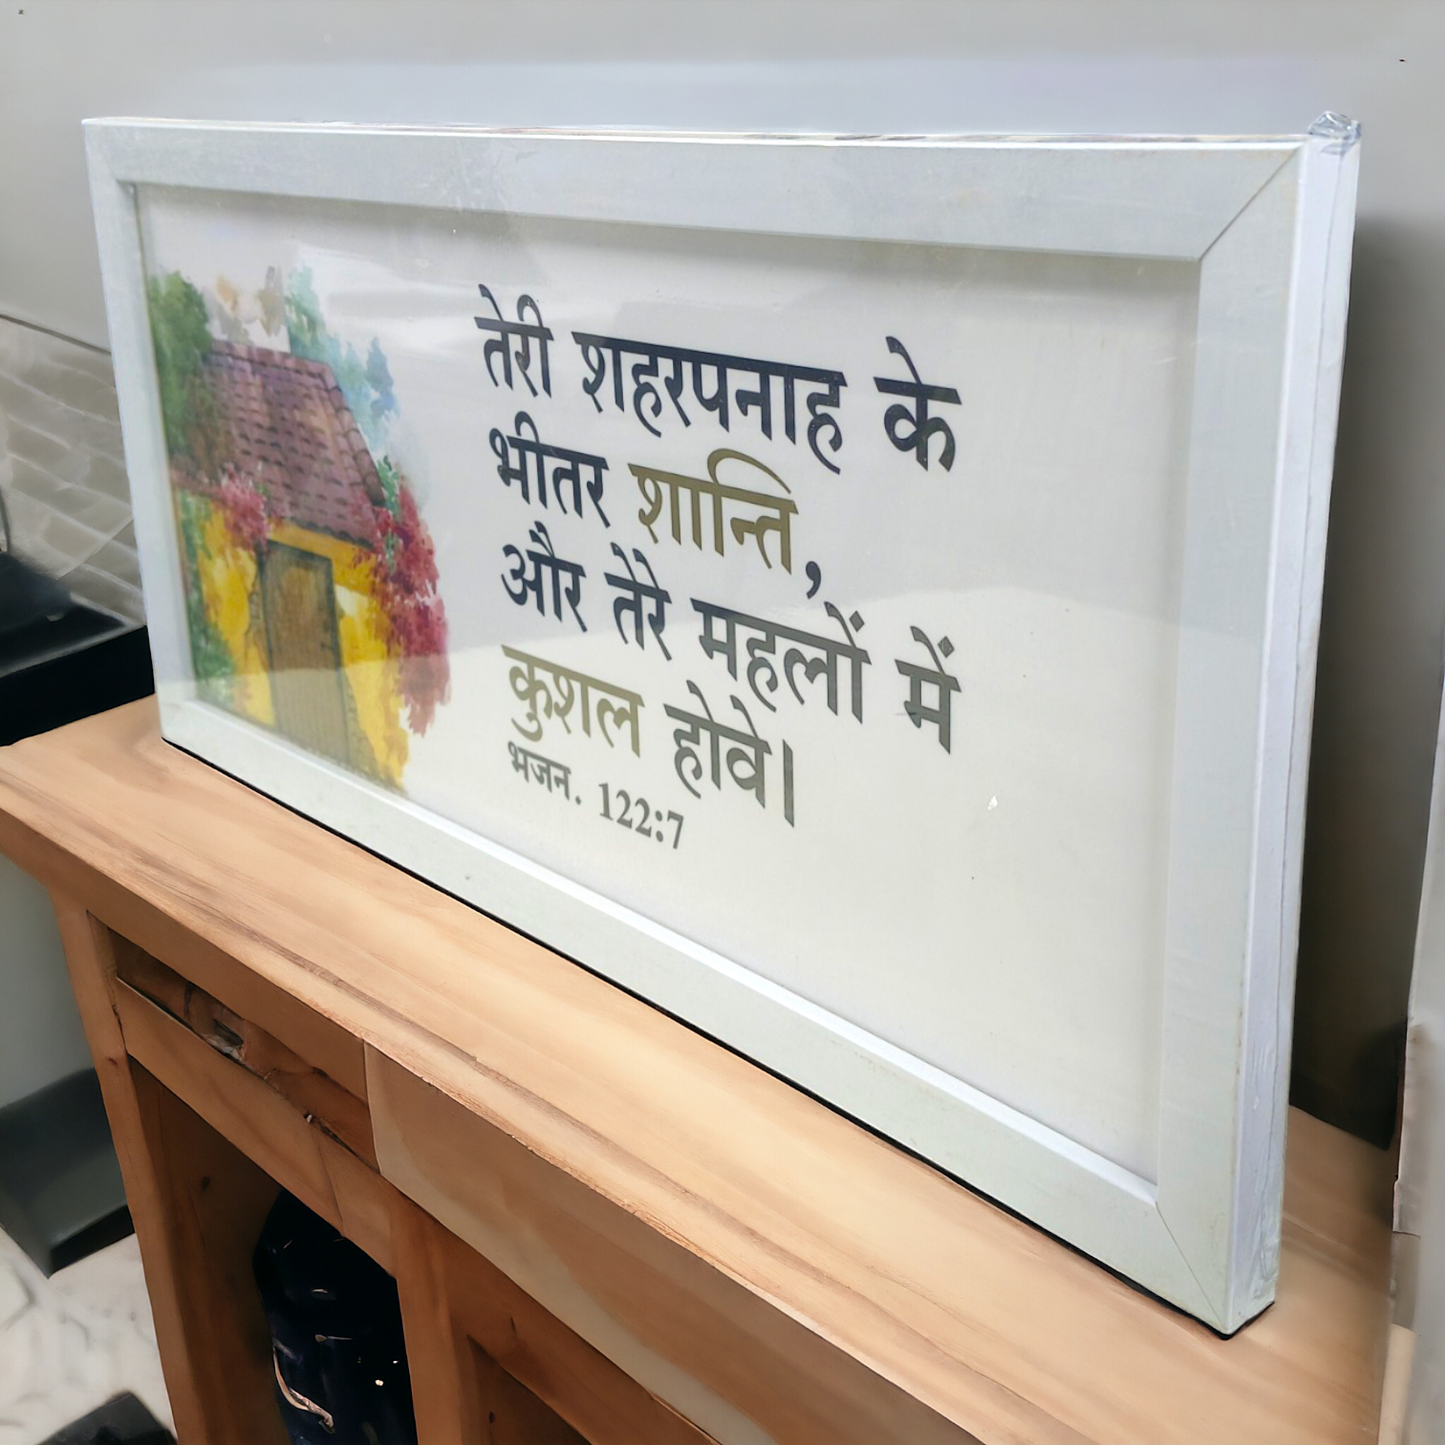 तेरी शहरपनाह के
भीतर शान्ति,
और तेरे महलों में
कुशल होवे।
भजन. 122:7